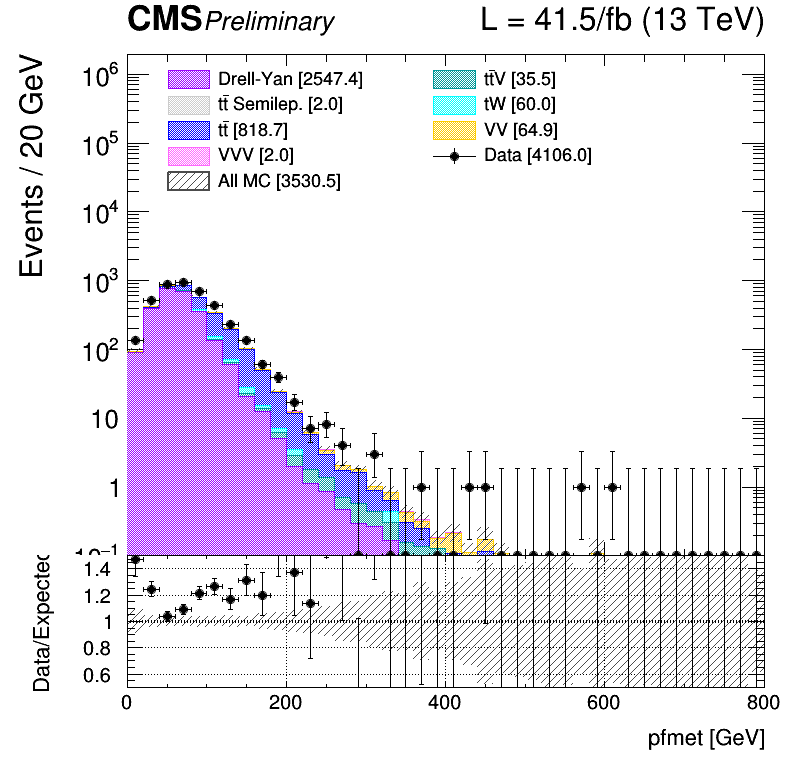 CMS Preliminary L = 41.5/fb (13 TeV)
Events / 20 GeV
10⁶
10⁵
10⁴
10³
10²
10
1
10⁻¹
Drell-Yan [2547.4]
tt̄ Semilep. [2.0]
tt̄ [818.7]
VVV [2.0]
All MC [3530.5]
tt̄V [35.5]
tW [60.0]
VV [64.9]
Data [4106.0]
Data/Expected
1.4
1.2
1
0.8
0.6
0 200 400 600 800
pfmet [GeV]